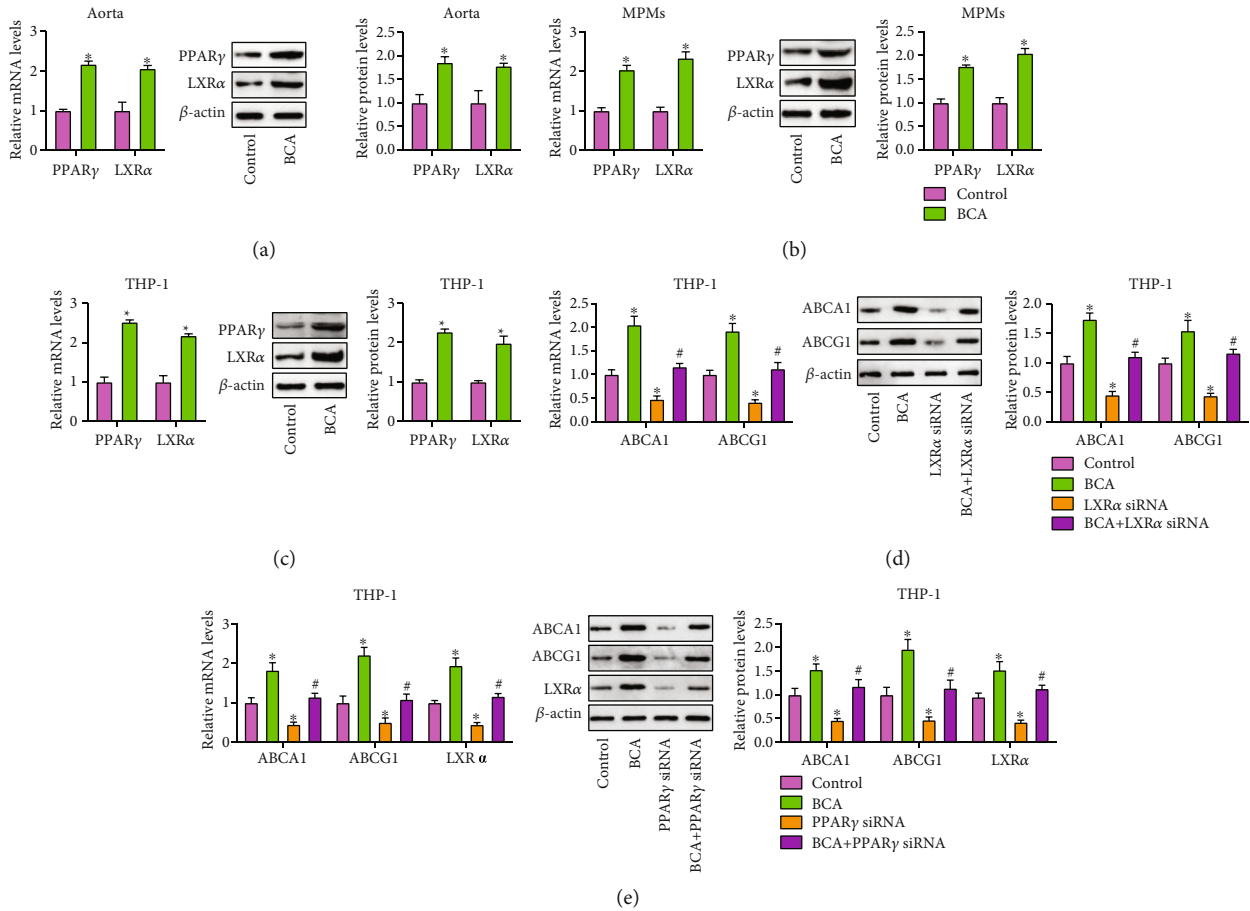 Aorta
Relative mRNA levels
3
2
1
0
*
*
PPARγ
LXRα
PPARγ
LXRα
β-actin
Control
BCA
Aorta
Relative protein levels
2.5
2.0
1.5
1.0
0.5
0.0
*
*
PPARγ
LXRα
(a)
MPMs
Relative mRNA levels
3
2
1
0
*
*
PPARγ
LXRα
PPARγ
LXRα
β-actin
Control
BCA
MPMs
Relative protein levels
2.5
2.0
1.5
1.0
0.5
0.0
*
*
PPARγ
LXRα
Control
BCA
(b)
THP-1
Relative mRNA levels
3
2
1
0
*
*
PPARγ
LXRα
PPARγ
LXRα
β-actin
Control
BCA
THP-1
Relative protein levels
3
2
1
0
*
*
PPARγ
LXRα
(c)
THP-1
Relative mRNA levels
2.5
2.0
1.5
1.0
0.5
0.0
*
*
#
*
*
#
ABCA1
ABCG1
ABCA1
ABCG1
β-actin
Control
BCA
LXRα siRNA
BCA+LXRα siRNA
THP-1
Relative protein levels
2.0
1.5
1.0
0.5
0.0
*
*
#
*
*
#
ABCA1
ABCG1
Control
BCA
LXRα siRNA
BCA+LXRα siRNA
(d)
THP-1
Relative mRNA levels
3
2
1
0
*
*
#
*
*
#
*
*
#
ABCA1
ABCG1
LXR α
ABCA1
ABCG1
LXRα
β-actin
Control
BCA
PPARγ siRNA
BCA+PPARγ siRNA
THP-1
Relative protein levels
2.5
2.0
1.5
1.0
0.5
0.0
*
*
#
*
*
#
*
*
#
ABCA1
ABCG1
LXRα
Control
BCA
PPARγ siRNA
BCA+PPARγ siRNA
(e)